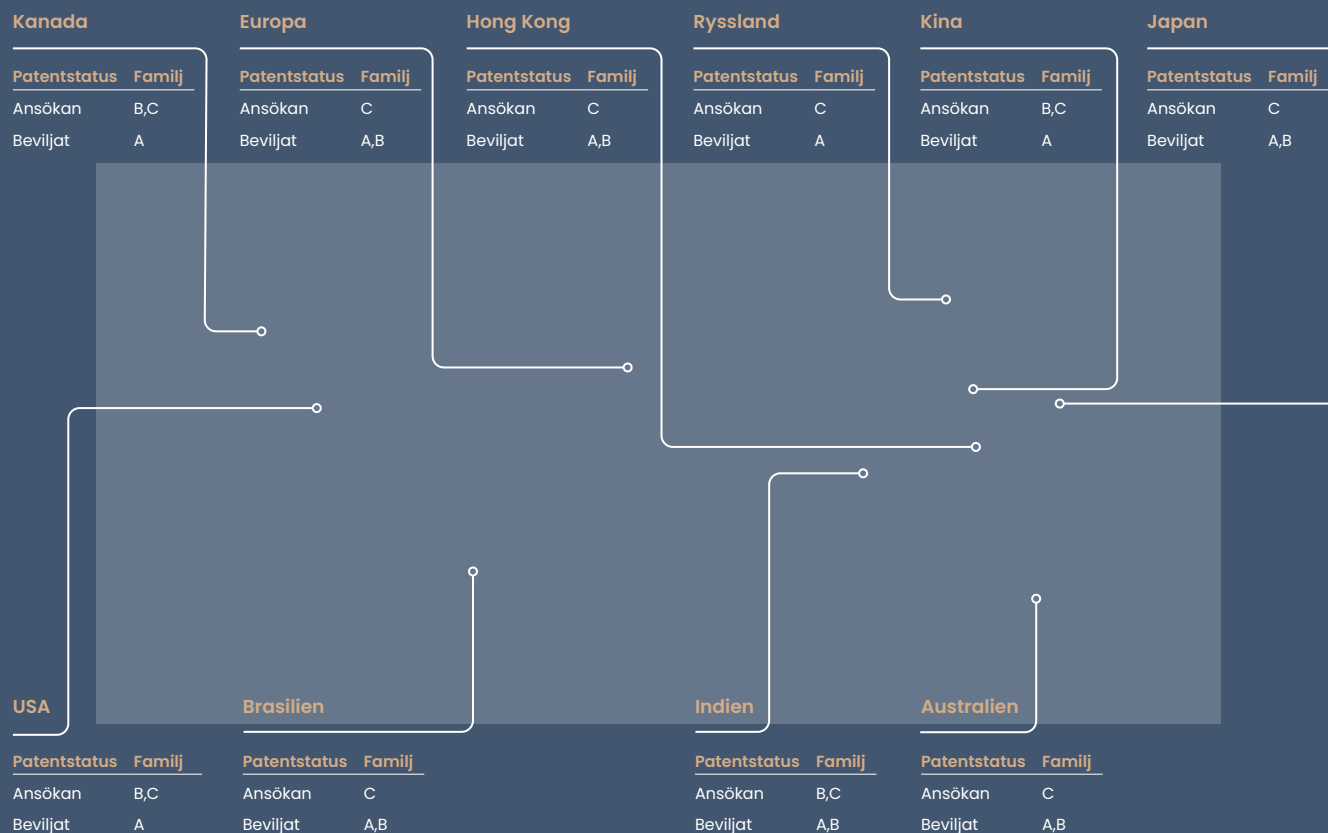 Kanada
Patentstatus Familj
Ansökan B,C
Beviljat A
Europa
Patentstatus Familj
Ansökan C
Beviljat A,B
Hong Kong
Patentstatus Familj
Ansökan C
Beviljat A,B
Ryssland
Patentstatus Familj
Ansökan C
Beviljat A
Kina
Patentstatus Familj
Ansökan B,C
Beviljat A
Japan
Patentstatus Familj
Ansökan C
Beviljat A,B
USA
Patentstatus Familj
Ansökan B,C
Beviljat A
Brasilien
Patentstatus Familj
Ansökan C
Beviljat A,B
Indien
Patentstatus Familj
Ansökan B,C
Beviljat A,B
Australien
Patentstatus Familj
Ansökan C
Beviljat A,B